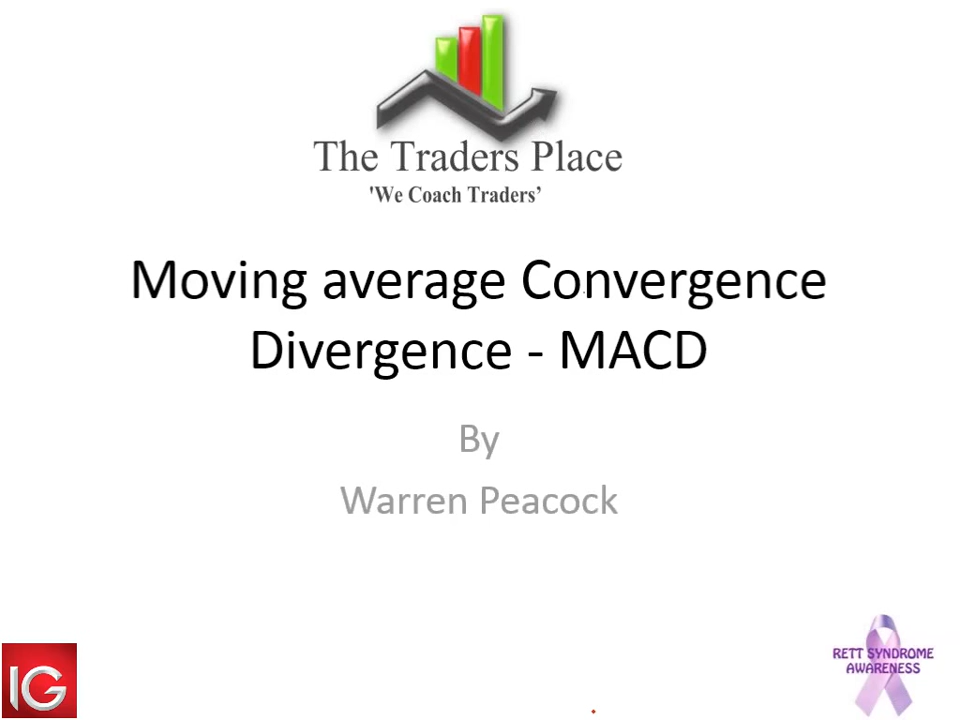 The Traders Place
'We Coach Traders’
Moving average Convergence
Divergence - MACD
By
Warren Peacock
IG
RETT SYNDROME
AWARENESS